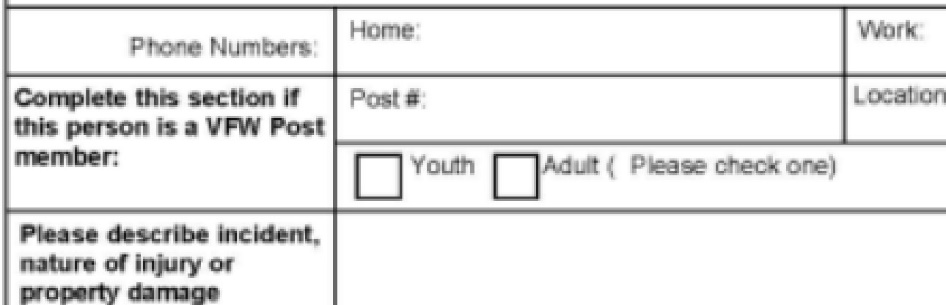 Phone Numbers: Home: Work:
Complete this section if this person is a VFW Post member:
Post #: Location
Youth Adult ( Please check one)
Please describe incident,
nature of injury or
property damage